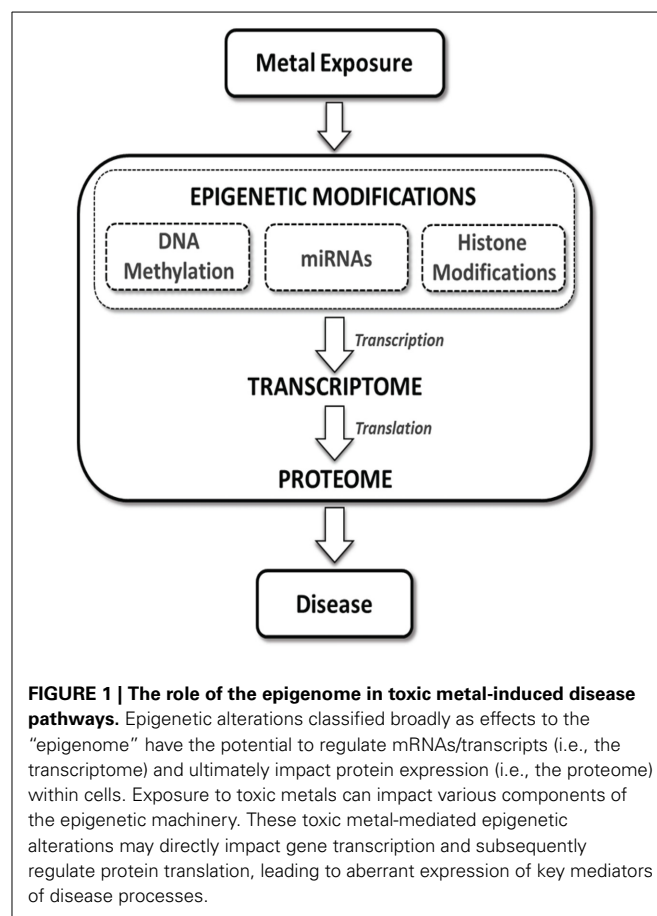 Metal Exposure
EPIGENETIC MODIFICATIONS
DNA
Methylation
miRNAs
Histone
Modifications
Transcription
TRANSCRIPTOME
Translation
PROTEOME
Disease
FIGURE 1 | The role of the epigenome in toxic metal-induced disease
pathways. Epigenetic alterations classified broadly as effects to the
“epigenome” have the potential to regulate mRNAs/transcripts (i.e., the
transcriptome) and ultimately impact protein expression (i.e., the proteome)
within cells. Exposure to toxic metals can impact various components of
the epigenetic machinery. These toxic metal-mediated epigenetic
alterations may directly impact gene transcription and subsequently
regulate protein translation, leading to aberrant expression of key mediators
of disease processes.